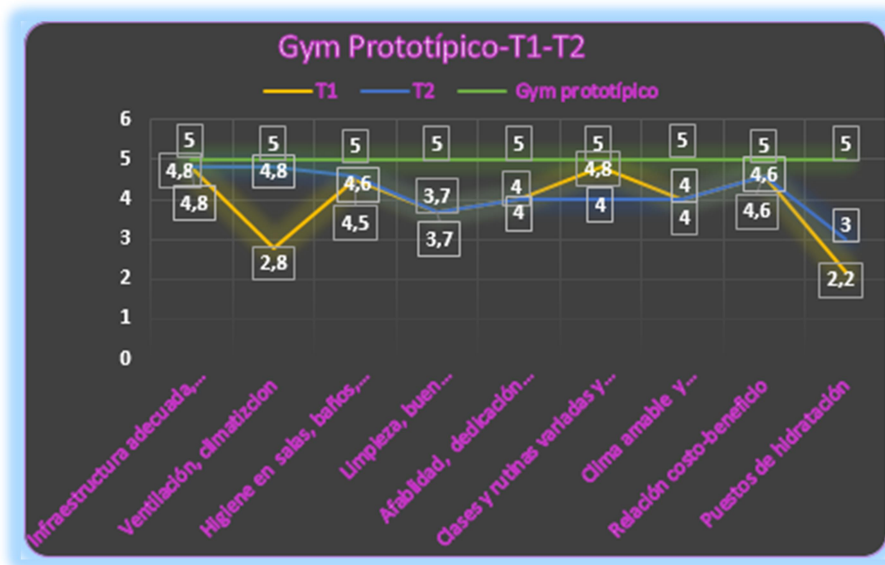 Gym Prototípico-T1-T2
T1 T2 Gym prototípico
6
5 5 5 5 5 5 5 5 5
5
4,8 4,8 4,6 3,7 4 4,8 4 4,6 5
4
4,8 2,8 4,5 3,7 4 4 4 4,6 3
3
2,2
2
1
0
Infraestructura adecuada,...
Ventilación, climatizcion
Higiene en salas, baños,...
Limpieza, buen...
Afabilidad, dedicación...
Clases y rutinas variadas y...
Clima amable y...
Relación costo-beneficio
Puestos de hidratación